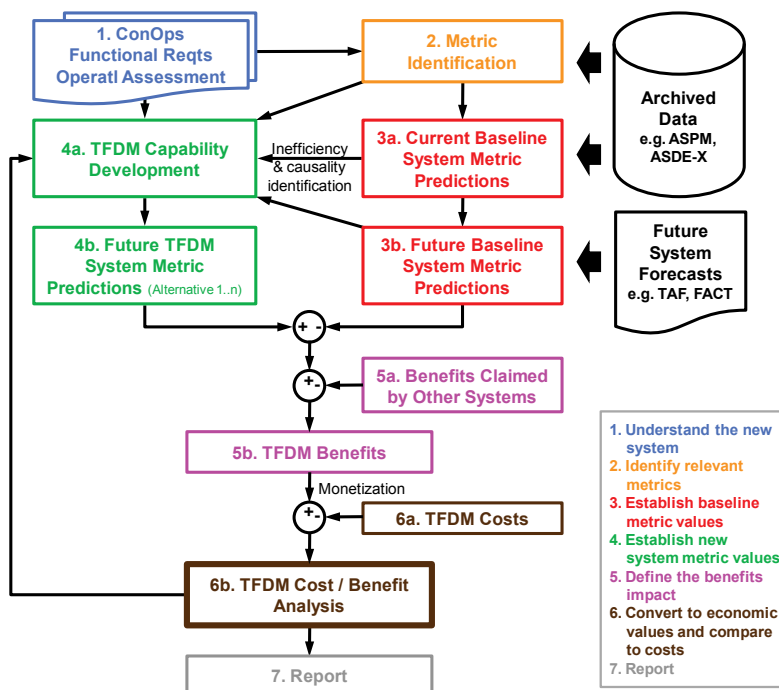 1. ConOps
Functional Reqts
Operatl Assessment
2. Metric
Identification
Archived
Data
e.g. ASPM,
ASDE-X
4a. TFDM Capability
Development
Inefficiency
& causality
identification
3a. Current Baseline
System Metric
Predictions
4b. Future TFDM
System Metric
Predictions (Alternative 1..n)
3b. Future Baseline
System Metric
Predictions
Future
System
Forecasts
e.g. TAF, FACT
+ -
+ -
5a. Benefits Claimed
by Other Systems
5b. TFDM Benefits
Monetization
+ -
6a. TFDM Costs
6b. TFDM Cost / Benefit
Analysis
7. Report
1. Understand the new
system
2. Identify relevant
metrics
3. Establish baseline
metric values
4. Establish new
system metric values
5. Define the benefits
impact
6. Convert to economic
values and compare
to costs
7. Report